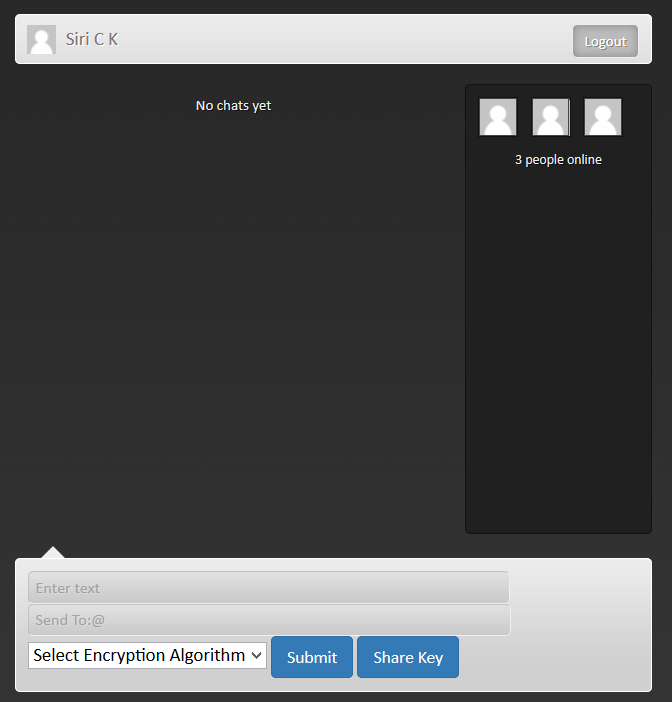 Siri C K
Logout
No chats yet
3 people online
Enter text
Send To:@
Select Encryption Algorithm
Submit
Share Key